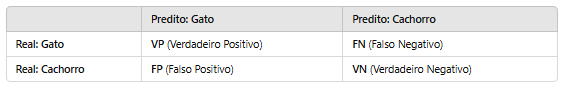 Predito: Gato Predito: Cachorro
Real: Gato VP (Verdadeiro Positivo) FN (Falso Negativo)
Real: Cachorro FP (Falso Positivo) VN (Verdadeiro Negativo)